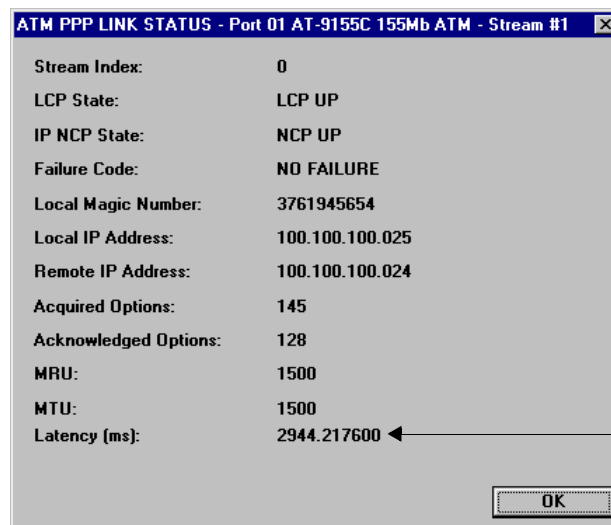 ATM PPP LINK STATUS - Port 01 AT-9155C 155Mb ATM - Stream #1
Stream Index: 0
LCP State: LCP UP
IP NCP State: NCP UP
Failure Code: NO FAILURE
Local Magic Number: 3761945654
Local IP Address: 100.100.100.025
Remote IP Address: 100.100.100.024
Acquired Options: 145
Acknowledged Options: 128
MRU: 1500
MTU: 1500
Latency (ms): 2944.217600
OK